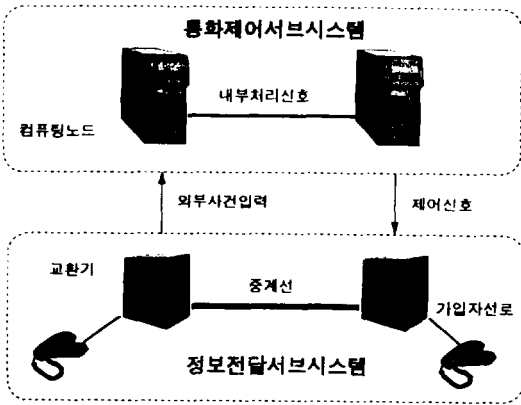 통화제어서브시스템
내부처리신호
컴퓨팅노드
외부사건입력
제어신호
교환기
중계선
가입자선로
정보전달서브시스템